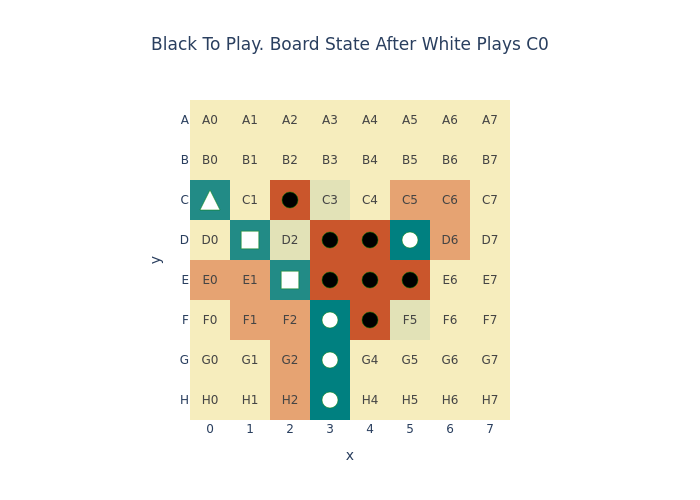 Black To Play. Board State After White Plays C0
A A0 A1 A2 A3 A4 A5 A6 A7
B B0 B1 B2 B3 B4 B5 B6 B7
C C1 C3 C4 C5 C6 C7
D D0 D2 D6 D7
E E0 E1 E6 E7
F F0 F1 F2 F5 F6 F7
G G0 G1 G2 G4 G5 G6 G7
H H0 H1 H2 H4 H5 H6 H7
0 1 2 3 4 5 6 7
x
y